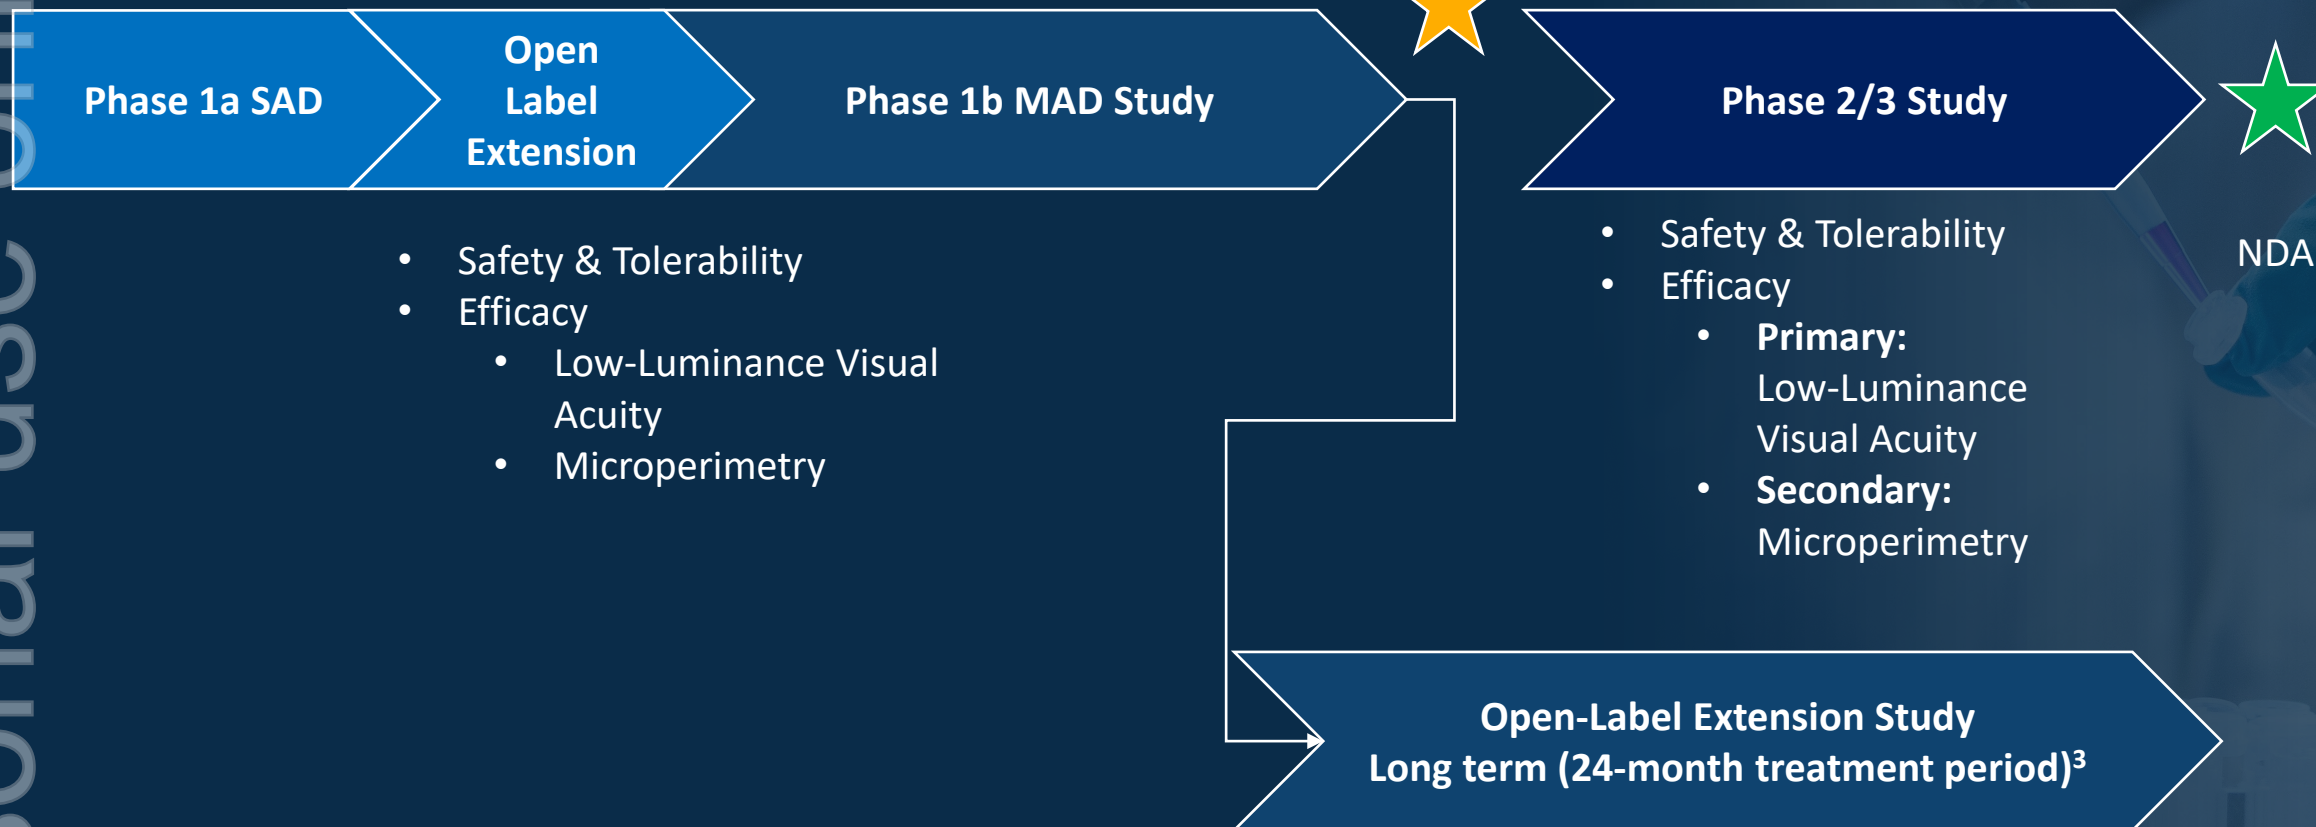 Phase 1a SAD
Open
Label
Extension
Phase 1b MAD Study
Phase 2/3 Study
• Safety & Tolerability
• Efficacy
• Low-Luminance Visual
Acuity
• Microperimetry
• Safety & Tolerability
• Efficacy
• Primary:
Low-Luminance
Visual Acuity
• Secondary:
Microperimetry
NDA
Open-Label Extension Study
Long term (24-month treatment period)³
use